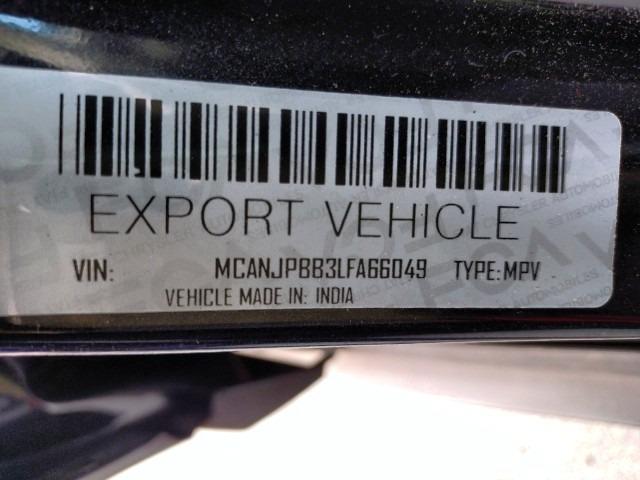 EXPORT VEHICLE
VIN: MCANJPBB3LFA66049 TYPE: MPV
VEHICLE MADE IN: INDIA